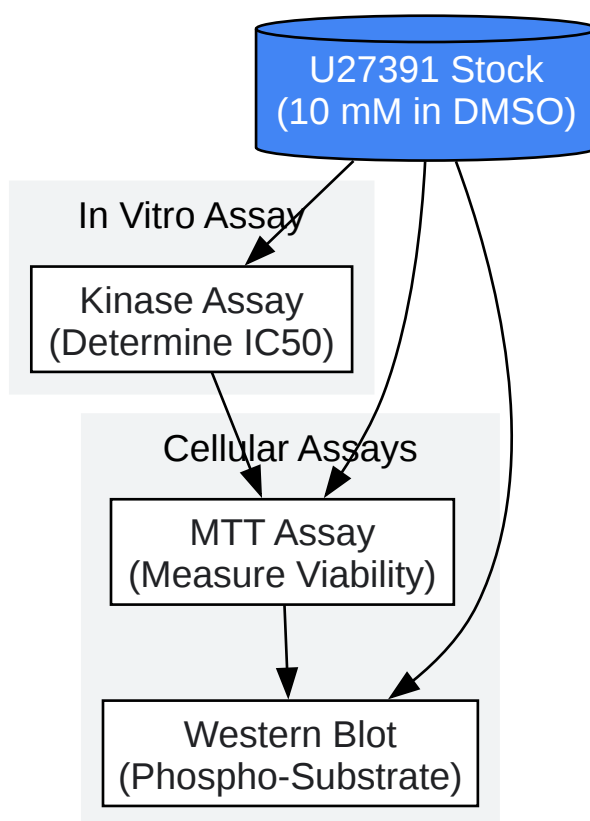 U27391 Stock
(10 mM in DMSO)
In Vitro Assay
Kinase Assay
(Determine IC50)
Cellular Assays
MTT Assay
(Measure Viability)
Western Blot
(Phospho-Substrate)